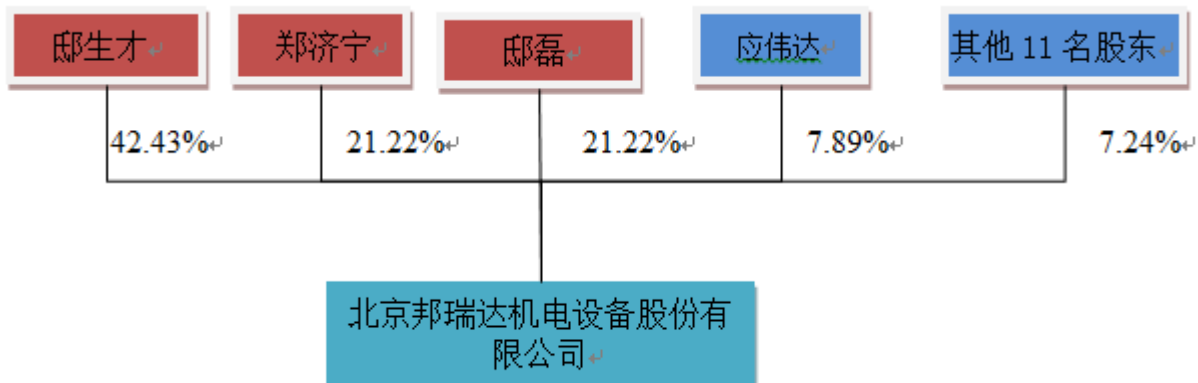 邸生才
郑济宁
邸磊
应伟达
其他 11 名股东
42.43%
21.22%
21.22%
7.89%
7.24%
北京邦瑞达机电设备股份有
限公司